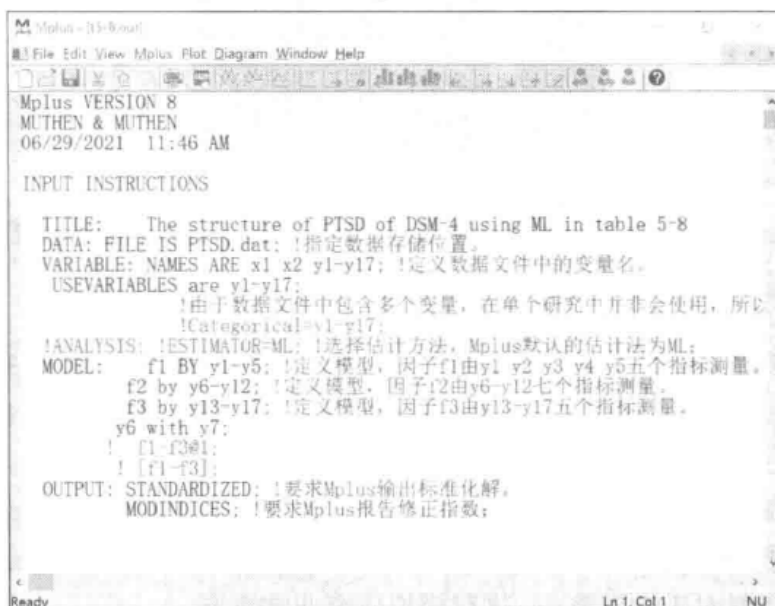 File Edit View Mplus Plot Diagram Window Help
Mplus VERSION 8
MUTHEN & MUTHEN
06/29/2021 11:46 AM
INPUT INSTRUCTIONS
TITLE: The structure of PTSD of DSM-4 using ML in table 5-8
DATA: FILE IS PTSD.dat; !指定数据存储位置。
VARIABLE: NAMES ARE x1 x2 y1-y17; !定义数据文件中的变量名。
USEVARIABLES are y1-y17;
!由于数据文件中包含多个变量，在单个研究中并非会使用，所以
!Categorical=y1-y17;
!ANALYSIS: !ESTIMATOR=ML; !选择估计方法，Mplus默认的估计法为ML;
MODEL: f1 BY y1-y5; !定义模型，因子f1由y1 y2 y3 y4 y5五个指标测量。
f2 by y6-y12; !定义模型，因子f2由y6-y12七个指标测量。
f3 by y13-y17; !定义模型，因子f3由y13-y17五个指标测量。
y6 with y7;
! f1-f3@1;
! [f1-f3];
OUTPUT: STANDARDIZED; !要求Mplus输出标准化解。
MODINDICES; !要求Mplus报告修正指数;
Ready Ln 1, Col 1 NU